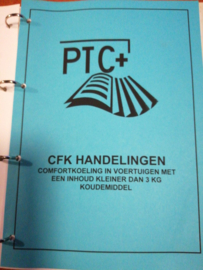 PTC+
CFK HANDELINGEN
COMFORTKOELING IN VOERTUIGEN MET
EEN INHOUD KLEINER DAN 3 KG
KOUDEMIDDEL